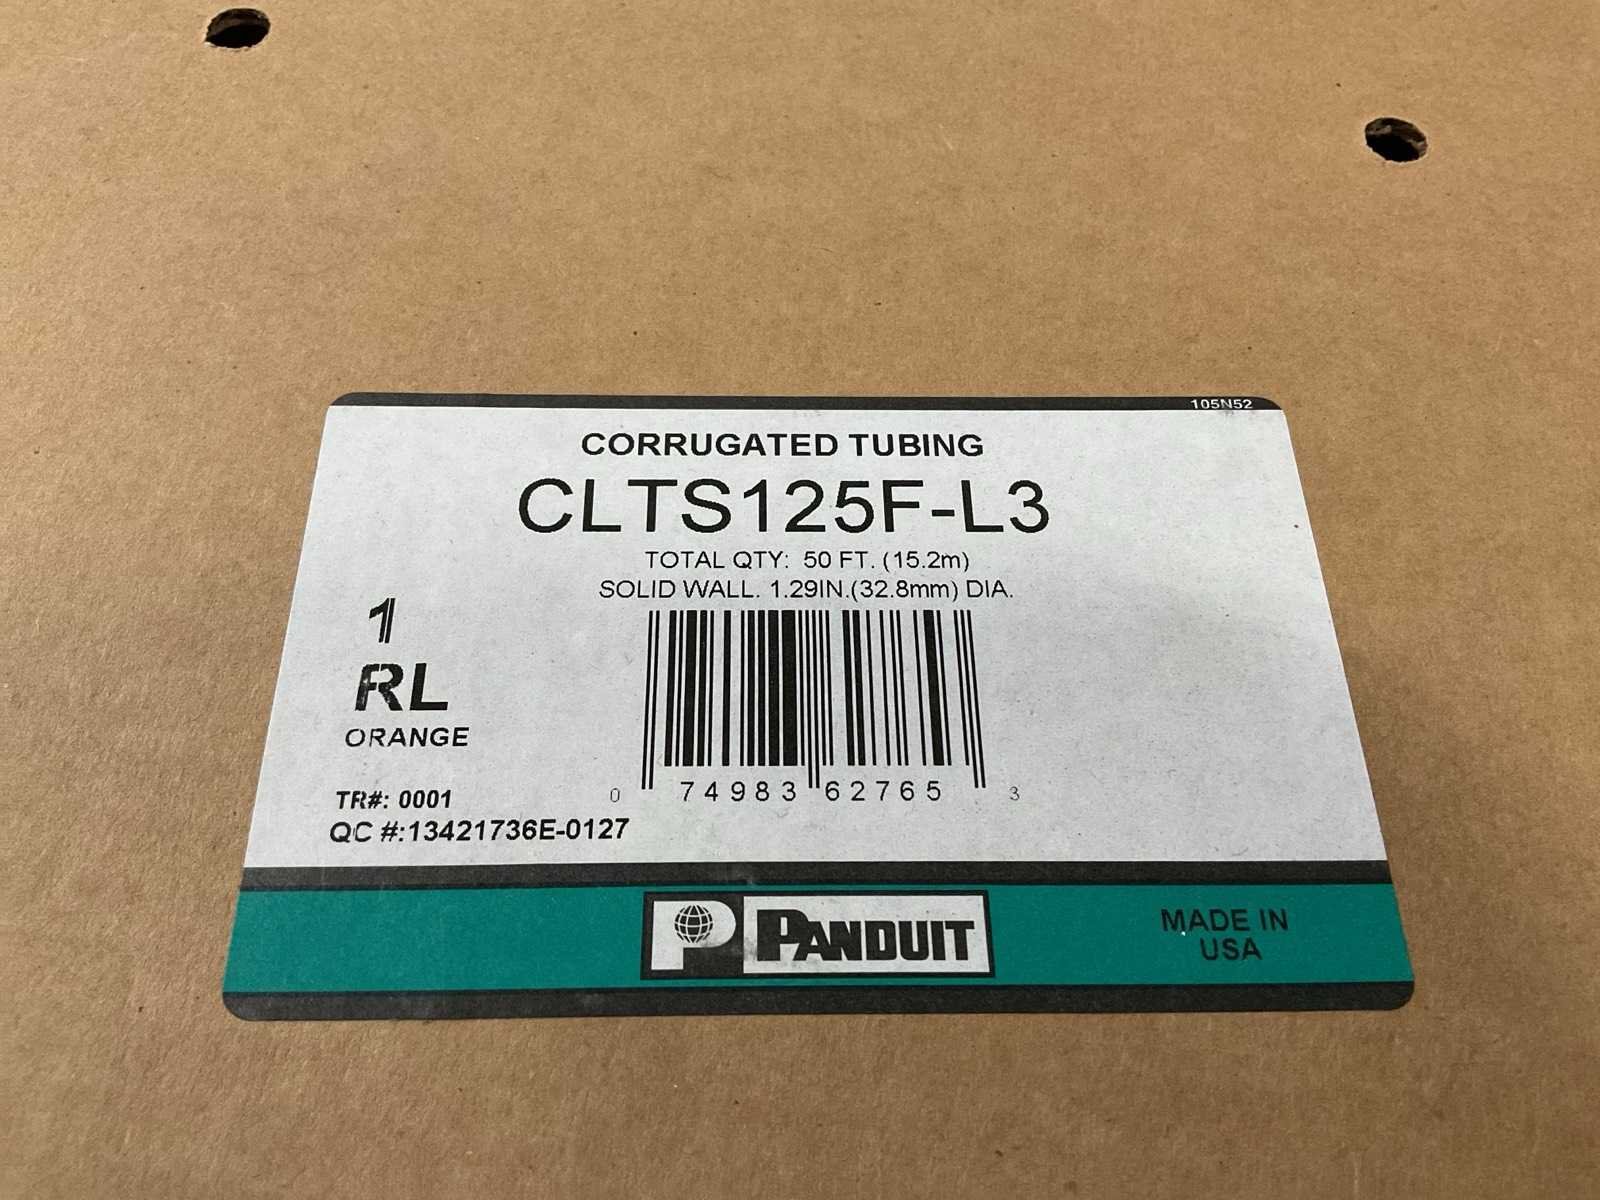 105N52
CORRUGATED TUBING
CLTS125F-L3
TOTAL QTY: 50 FT. (15.2m)
SOLID WALL. 1.29IN.(32.8mm) DIA.
1
RL
ORANGE
TR#: 0001
QC #:13421736E-0127
0 74983 62765 3
P PANDUIT
MADE IN
USA